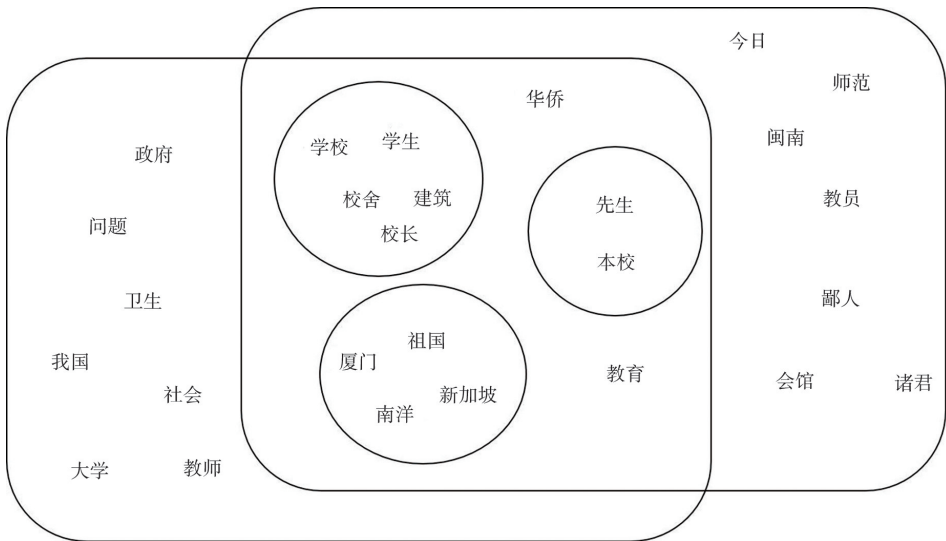 今日
师范
华侨
闽南
学校
学生
政府
校舍
建筑
教员
先生
问题
校长
本校
卫生
鄙人
祖国
厦门
我国
教育
会馆
诸君
社会
新加坡
南洋
大学
教师